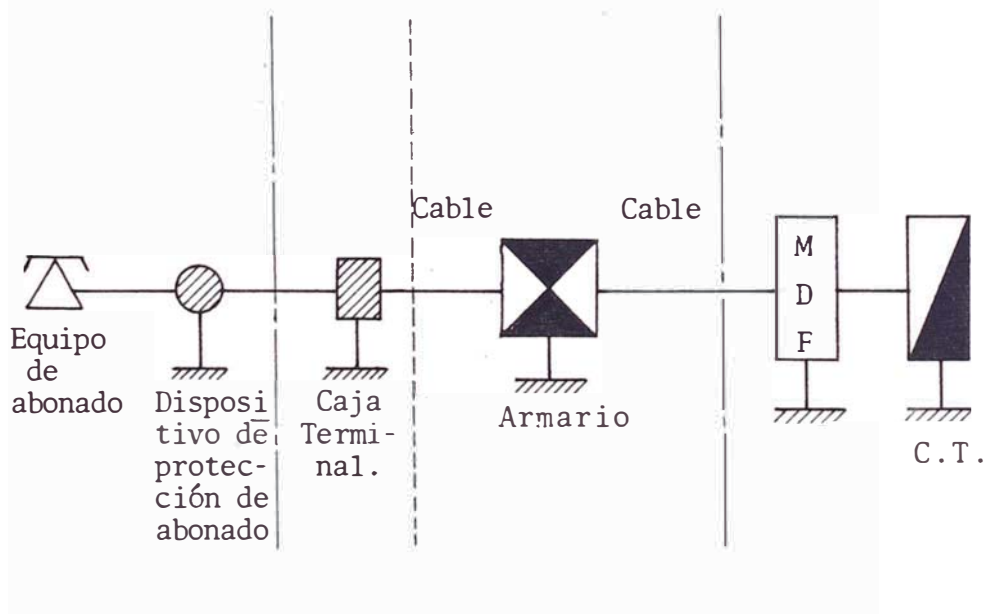 Cable
Cable
M
D
F
Equipo
de
abonado
Disposi
tivo de
protec-
ción de
abonado
Caja
Termi-
nal.
Armario
C.T.